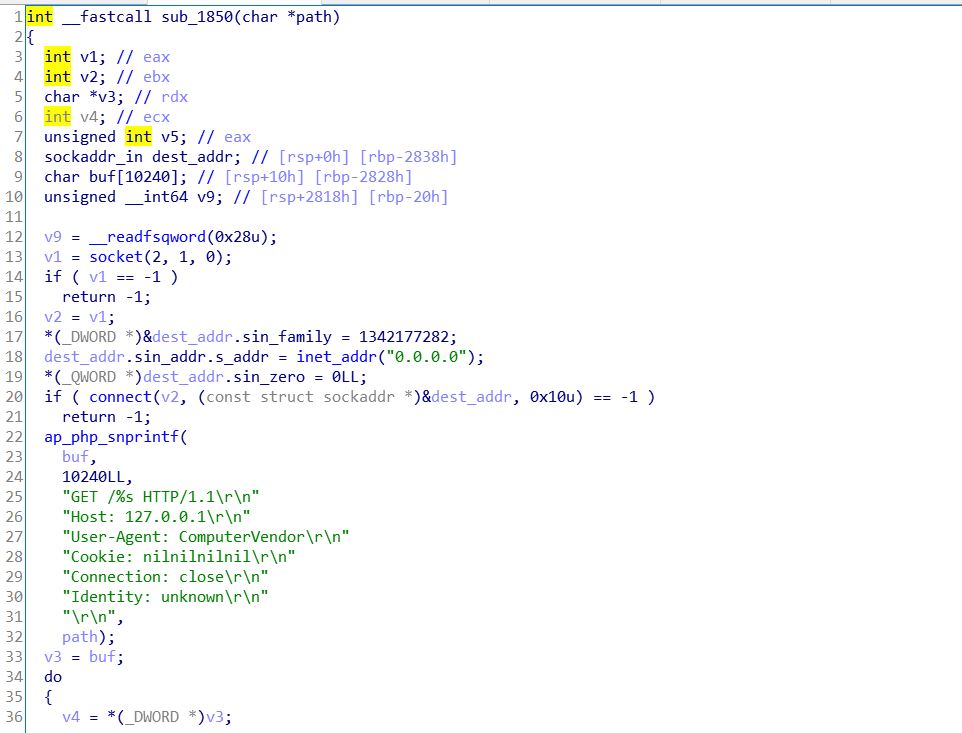 1 int __fastcall sub_1850(char *path)
2 {
3 int v1; // eax
4 int v2; // ebx
5 char *v3; // rdx
6 int v4; // ecx
7 unsigned int v5; // eax
8 sockaddr_in dest_addr; // [rsp+0h] [rbp-2838h]
9 char buf[10240]; // [rsp+10h] [rbp-2828h]
10 unsigned __int64 v9; // [rsp+2818h] [rbp-20h]
11
12 v9 = __readfsqword(0x28u);
13 v1 = socket(2, 1, 0);
14 if ( v1 == -1 )
15 return -1;
16 v2 = v1;
17 *(_DWORD *)&dest_addr.sin_family = 1342177282;
18 dest_addr.sin_addr.s_addr = inet_addr("0.0.0.0");
19 *(_QWORD *)dest_addr.sin_zero = 0LL;
20 if ( connect(v2, (const struct sockaddr *)&dest_addr, 0x10u) == -1 )
21 return -1;
22 ap_php_snprintf(
23 buf,
24 10240LL,
25 "GET /%s HTTP/1.1\r\n"
26 "Host: 127.0.0.1\r\n"
27 "User-Agent: ComputerVendor\r\n"
28 "Cookie: nilnilnilnil\r\n"
29 "Connection: close\r\n"
30 "Identity: unknown\r\n"
31 "\r\n",
32 path);
33 v3 = buf;
34 do
35 {
36 v4 = *(_DWORD *)v3;